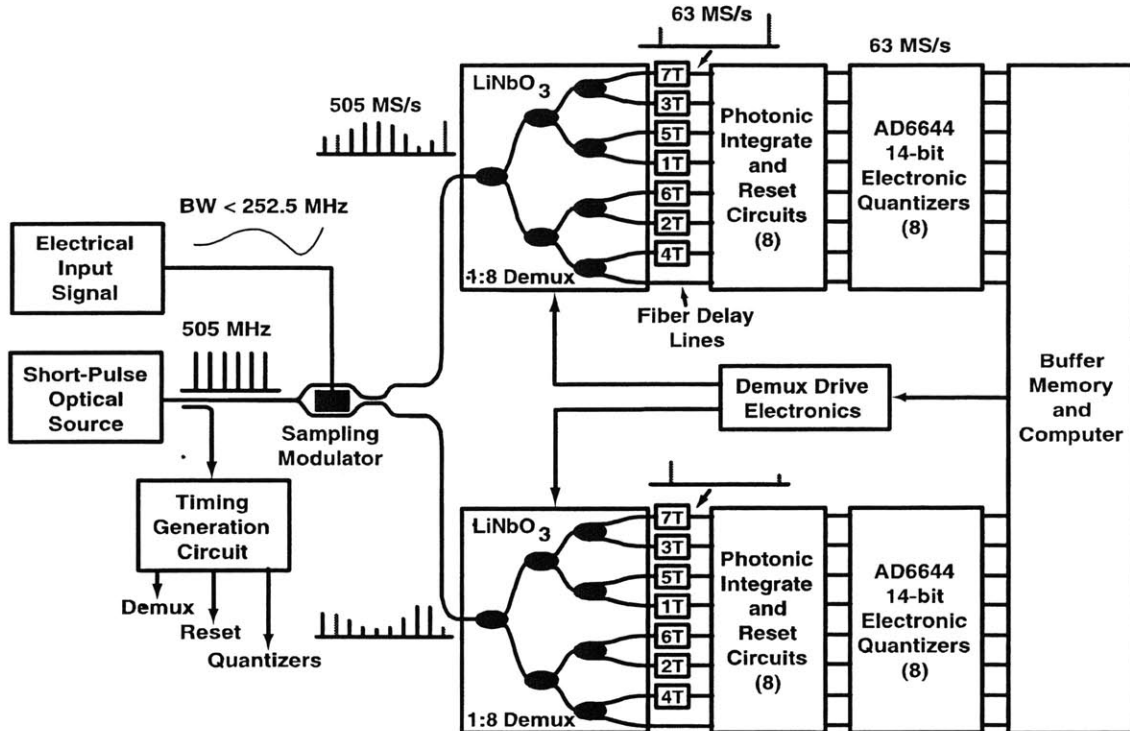 63 MS/s
63 MS/s
505 MS/s
LiNbO3
7T
3T
5T
1T
6T
2T
4T
1:8 Demux
Photonic
Integrate
and
Reset
Circuits
(8)
AD6644
14-bit
Electronic
Quantizers
(8)
BW < 252.5 MHz
Electrical
Input
Signal
Fiber Delay
Lines
505 MHz
Short-Pulse
Optical
Source
Sampling
Modulator
Demux Drive
Electronics
Buffer
Memory
and
Computer
Timing
Generation
Circuit
Demux
Reset
Quantizers
LiNbO3
7T
3T
5T
1T
6T
2T
4T
1:8 Demux
Photonic
Integrate
and
Reset
Circuits
(8)
AD6644
14-bit
Electronic
Quantizers
(8)